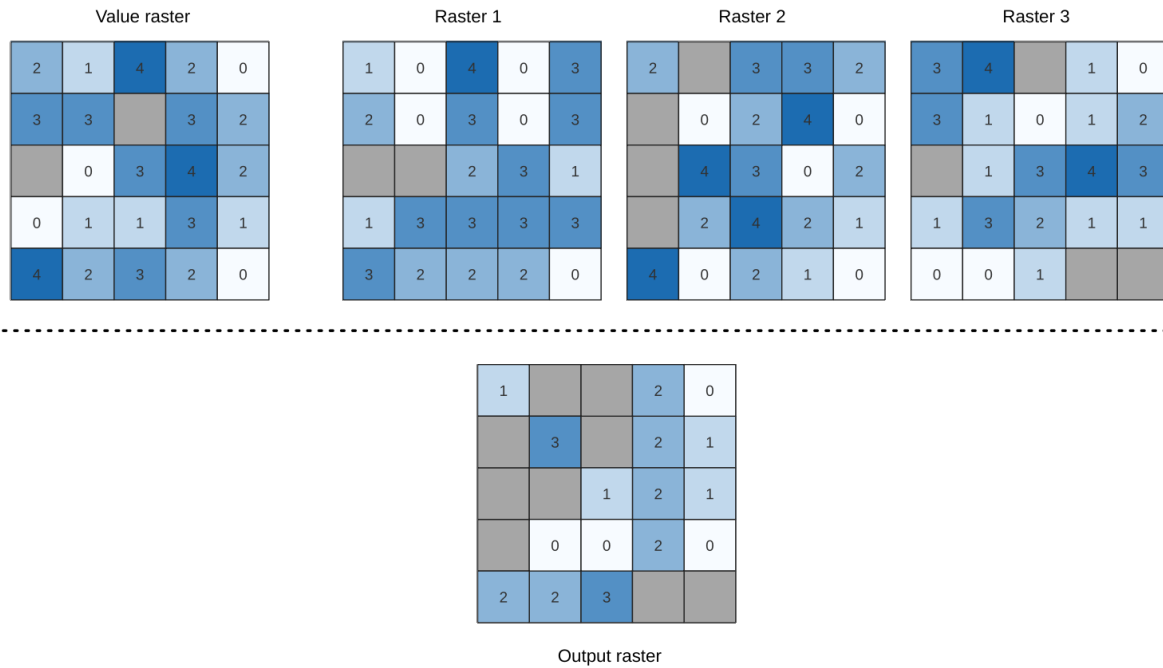 Value raster Raster 1 Raster 2 Raster 3
2 1 4 2 0 1 0 4 0 3 2 3 3 2 3 4 1 0
3 3 3 2 2 0 3 0 3 0 2 4 0 3 1 0 1 2
0 3 4 2 2 3 1 4 3 0 2 1 3 4 3
0 1 1 3 1 1 3 3 3 3 2 4 2 1 1 3 2 1 1
4 2 3 2 0 3 2 2 2 0 4 0 2 1 0 0 0 1
1 2 0
3 2 1
1 2 1
0 0 2 0
2 2 3
Output raster